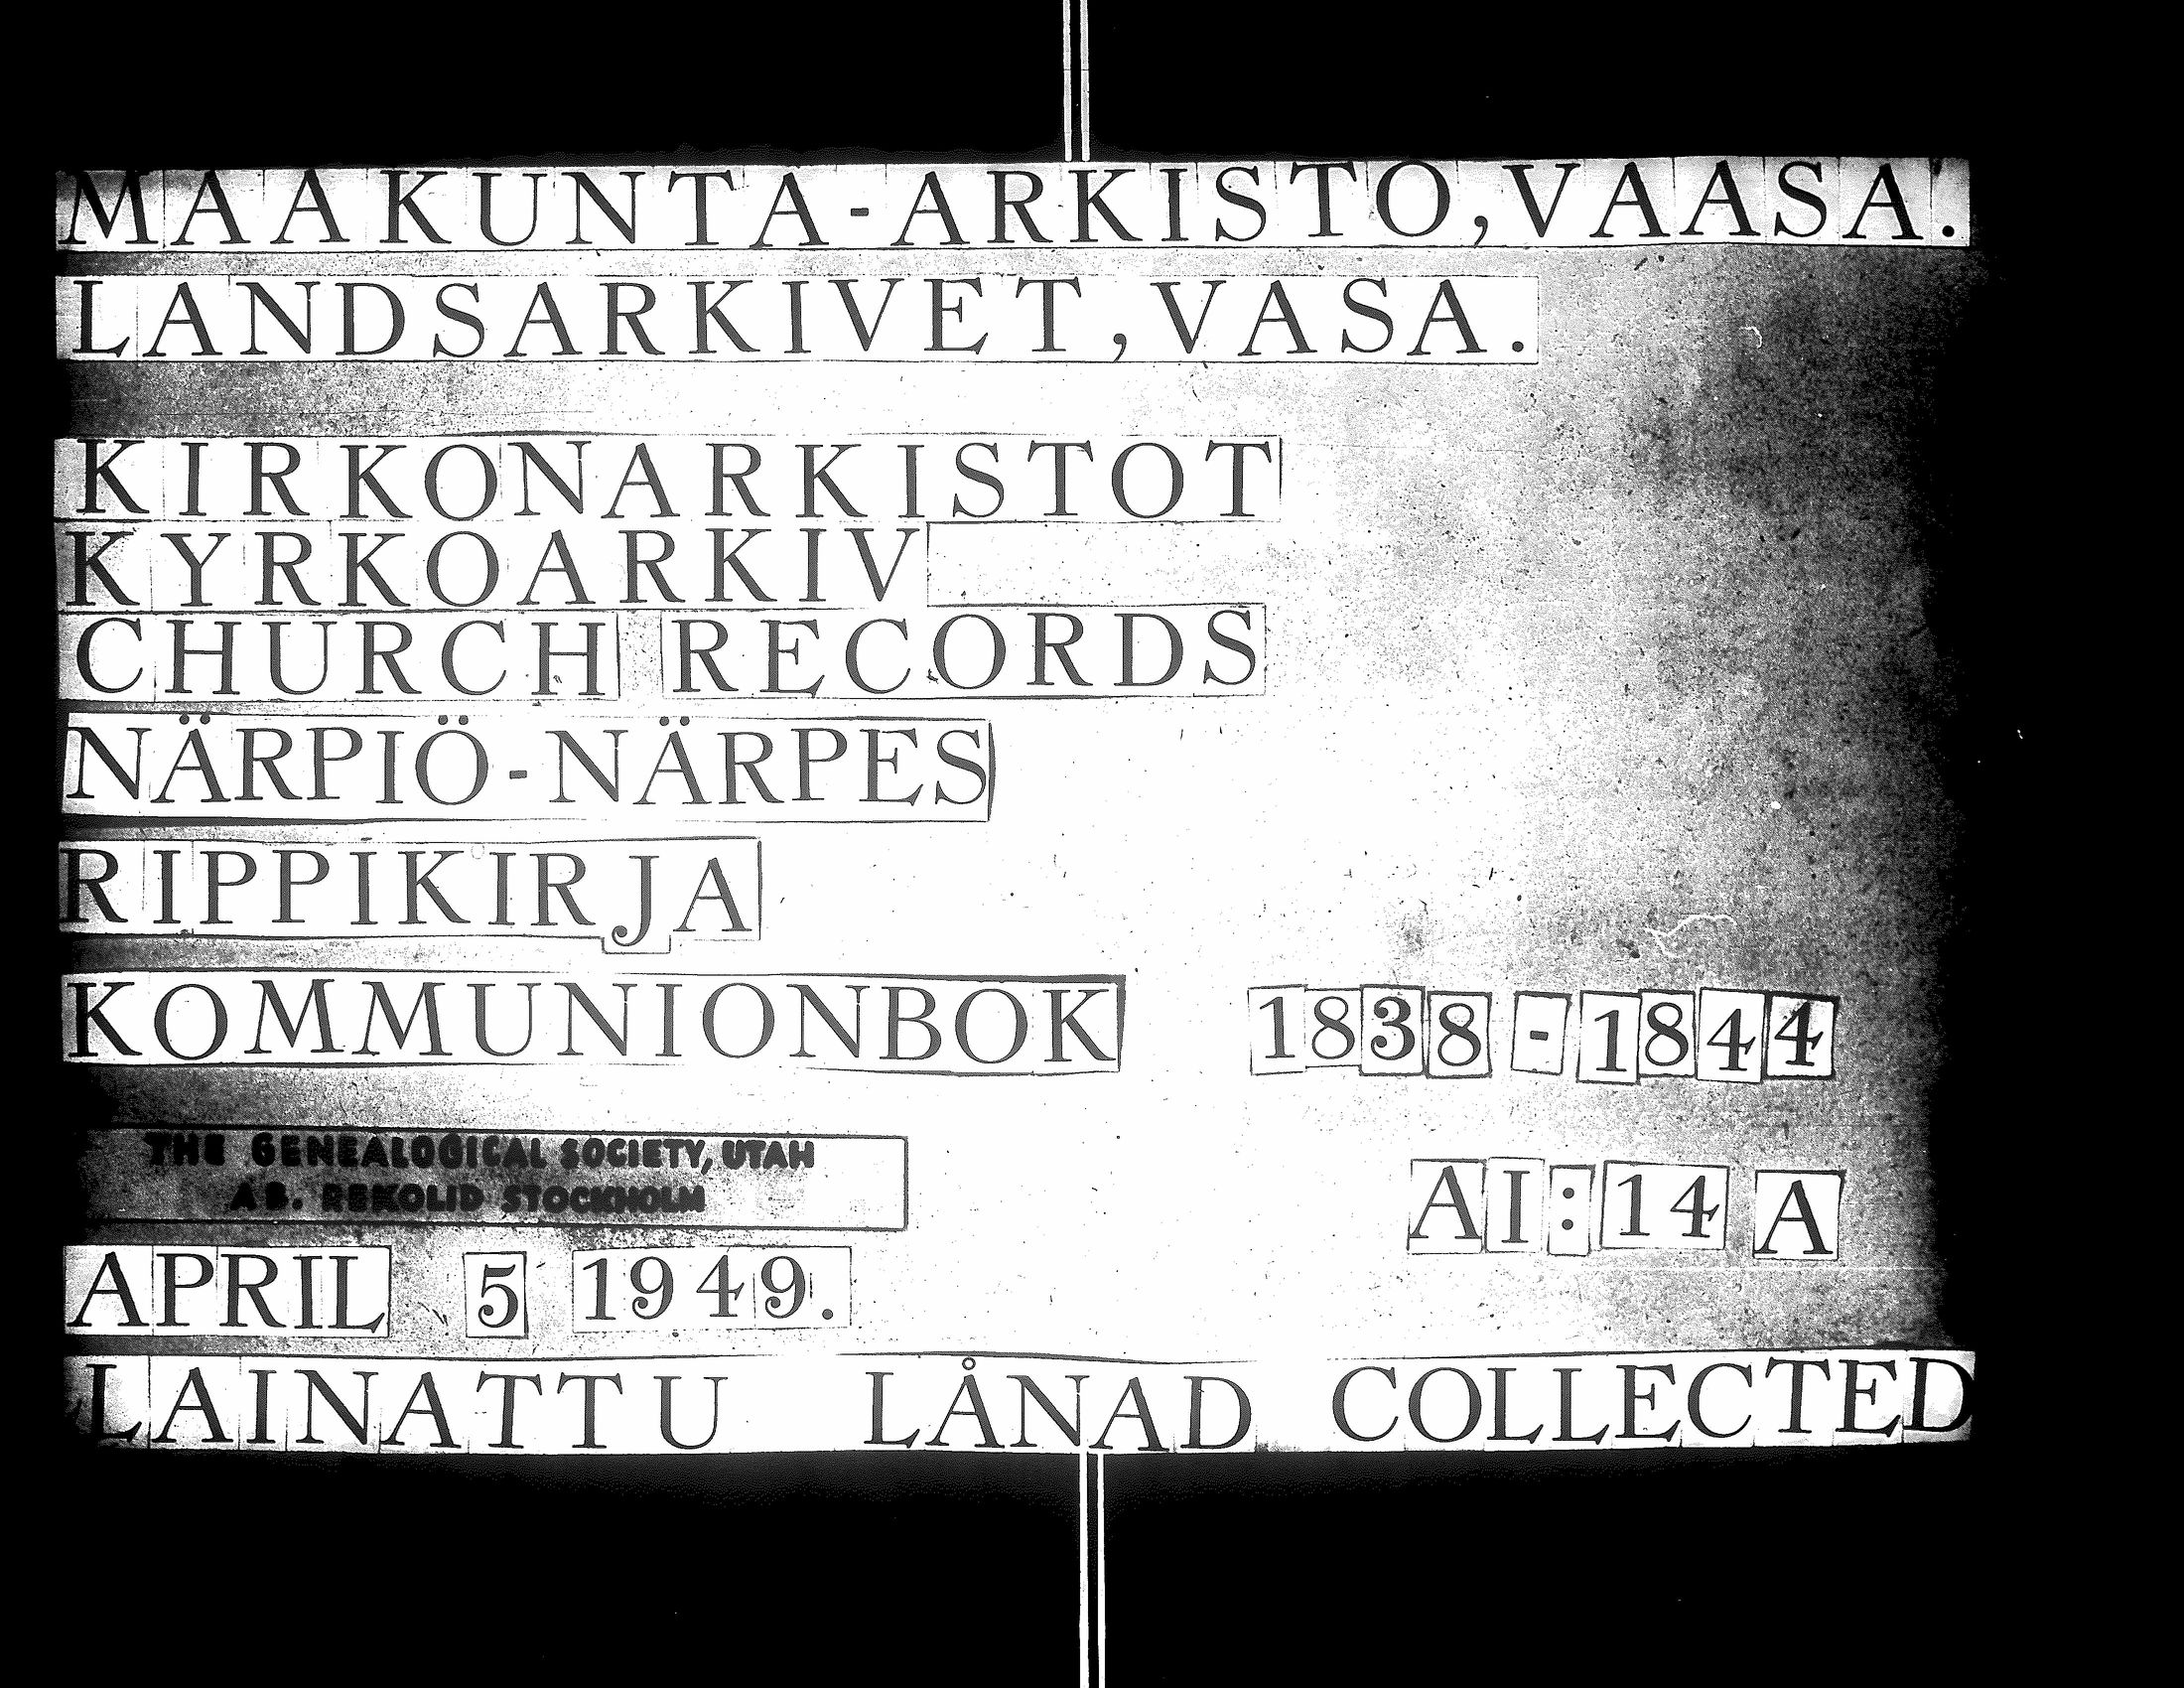 MAAKUNTA-ARKISTO, VAASA.
LANDSARKIVET, VASA.
KIRKONARKISTOT
KYRKOARKIV
CHURCH RECORDS
NÄRPIÖ-NÄRPES
RIPPIKIRJA
KOMMUNIONBOK 1838-1844
THE GENEALOGICAL SOCIETY, UTAH
AB. REKOLID STOCKHOLM
AI:14 A
APRIL 5 1949.
LAINATTU LÅNAD COLLECTED